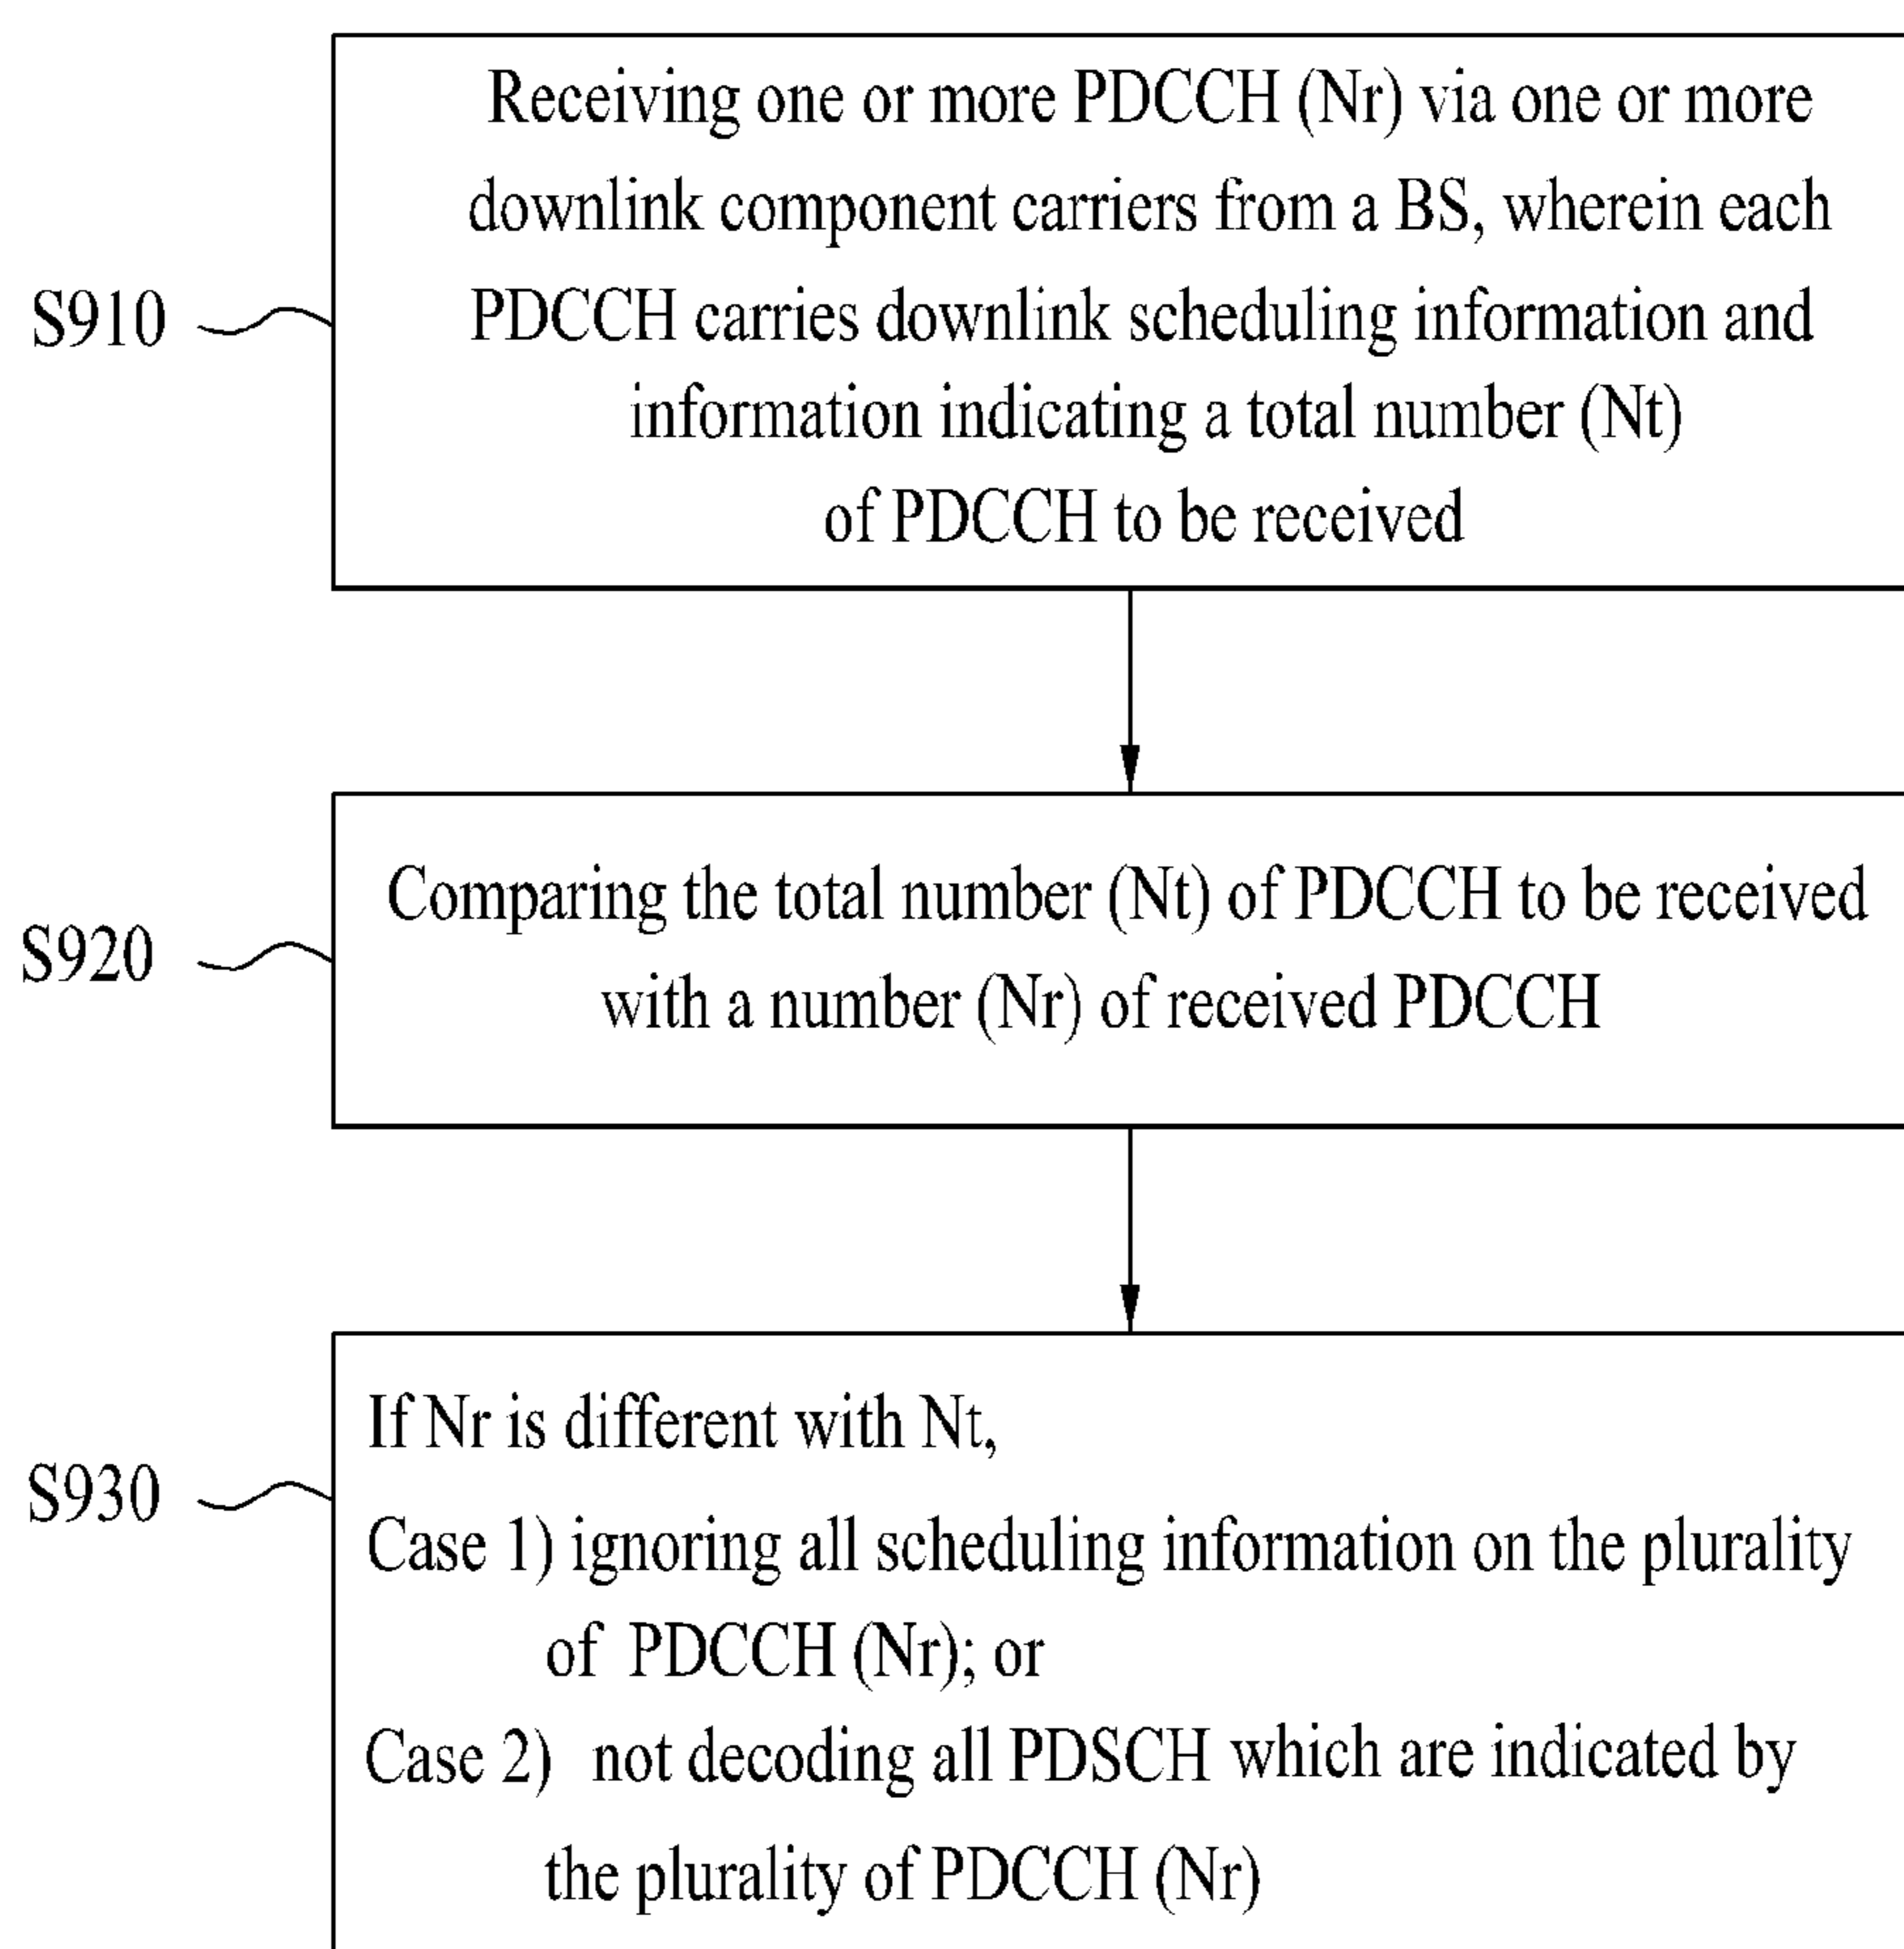 Receiving one or more PDCCH (Nr) via one or more
downlink component carriers from a BS, wherein each
S910
PDCCH carries downlink scheduling information and
information indicating a total number (Nt)
of PDCCH to be received
Comparing the total number (Nt) of PDCCH to be received
S920
with a number (Nr) of received PDCCH
If Nr is different with Nt,
S930
Case 1) ignoring all scheduling information on the plurality
of PDCCH (Nr); or
Case 2) not decoding all PDSCH which are indicated by
the plurality of PDCCH (Nr)